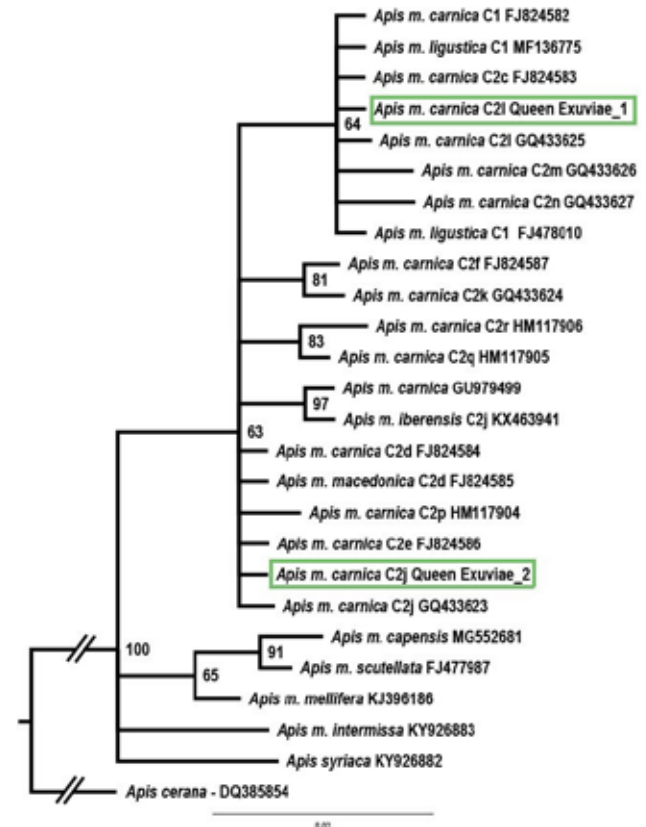 Apis m. carnica C1 FJ824582
Apis m. ligustica C1 MF136775
Apis m. carnica C2c FJ824583
Apis m. carnica C2l Queen Exuviae_1
64
Apis m. carnica C2l GQ433625
Apis m. carnica C2m GQ433626
Apis m. carnica C2n GQ433627
Apis m. ligustica C1 FJ478010
Apis m. carnica C2f FJ824587
81
Apis m. carnica C2k GQ433624
Apis m. carnica C2r HM117906
83
Apis m. carnica C2q HM117905
Apis m. carnica GU979499
97
Apis m. iberensis C2j KX463941
63
Apis m. carnica C2d FJ824584
Apis m. macedonica C2d FJ824585
Apis m. carnica C2p HM117904
Apis m. carnica C2e FJ824586
Apis m. carnica C2j Queen Exuviae_2
Apis m. carnica C2j GQ433623
Apis m. capensis MG552681
100
91
Apis m. scutellata FJ477987
65
Apis m. mellifera KJ396186
Apis m. intermissa KY926883
Apis syriaca KY926882
Apis cerana - DQ385854